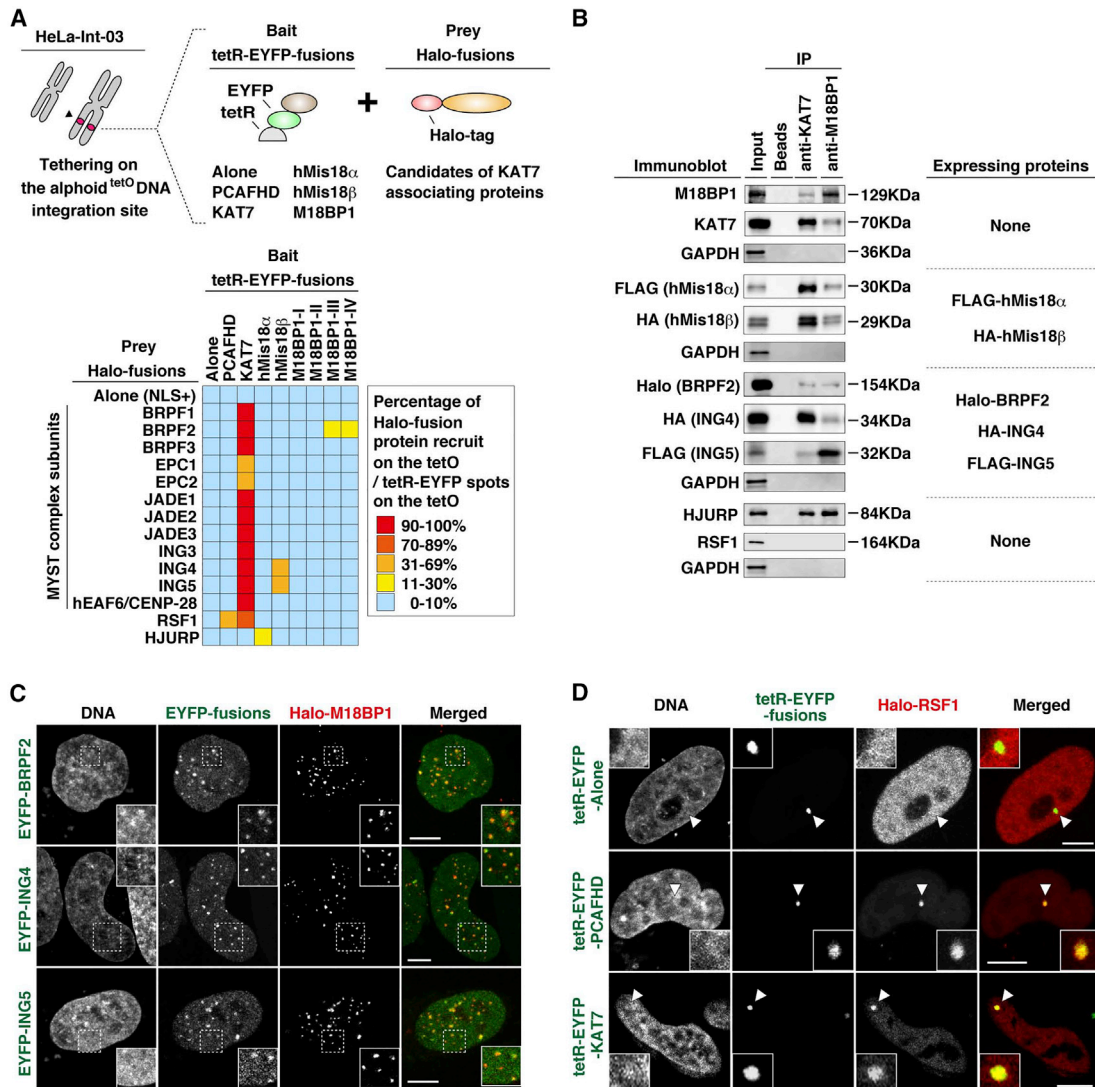 A
HeLa-Int-03
Bait
tetR-EYFP-fusions
Prey
Halo-fusions
EYFP
tetR
+
Halo-tag
Tethering on
the alphoid tetO DNA
integration site
Alone hMis18α
PCAFHD hMis18β
KAT7 M18BP1
Candidates of KAT7
associating proteins
Bait
tetR-EYFP-fusions
Prey
Halo-fusions
Alone
PCAFHD
KAT7
hMis18α
hMis18β
M18BP1-I
M18BP1-II
M18BP1-III
M18BP1-IV
Alone (NLS+)
MYST complex subunits
BRPF1
BRPF2
BRPF3
EPC1
EPC2
JADE1
JADE2
JADE3
ING3
ING4
ING5
hEAF6/CENP-28
RSF1
HJURP
Percentage of
Halo-fusion
protein recruit
on the tetO
/ tetR-EYFP spots
on the tetO
90-100%
70-89%
31-69%
11-30%
0-10%
B
IP
Immunoblot
Input
Beads
anti-KAT7
anti-M18BP1
Expressing proteins
M18BP1 129KDa
KAT7 70KDa
GAPDH 36KDa
None
FLAG (hMis18α) 30KDa
HA (hMis18β) 29KDa
GAPDH
FLAG-hMis18α
HA-hMis18β
Halo (BRPF2) 154KDa
HA (ING4) 34KDa
FLAG (ING5) 32KDa
GAPDH
Halo-BRPF2
HA-ING4
FLAG-ING5
HJURP 84KDa
RSF1 164KDa
GAPDH
None
C
DNA EYFP-fusions Halo-M18BP1 Merged
EYFP-BRPF2
EYFP-ING4
EYFP-ING5
D
DNA tetR-EYFP Halo-RSF1 Merged
-fusions
tetR-EYFP
-Alone
tetR-EYFP
-PCAFHD
tetR-EYFP
-KAT7